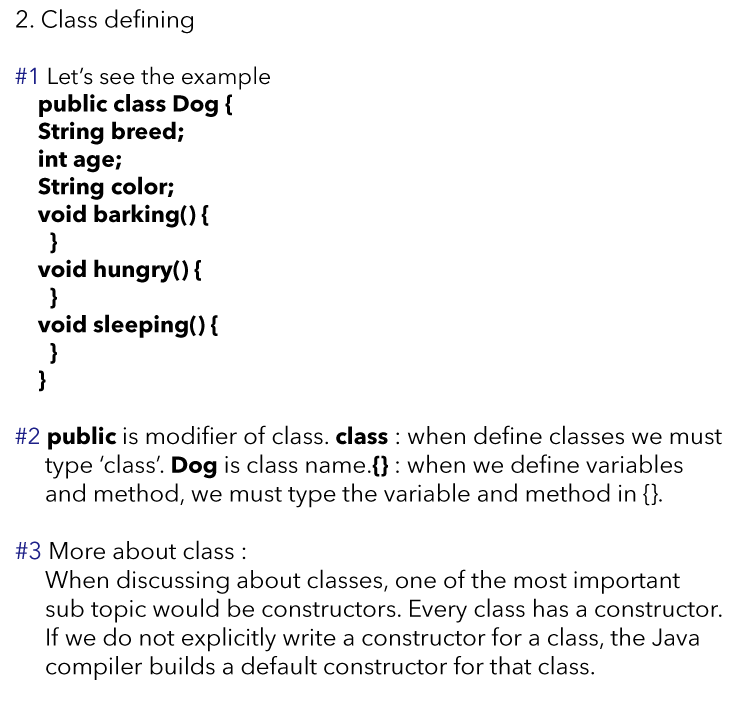 2. Class defining
#1 Let’s see the example
public class Dog {
String breed;
int age;
String color;
void barking() {
}
void hungry() {
}
void sleeping() {
}
}
#2 public is modifier of class. class : when define classes we must
type ‘class’. Dog is class name.{} : when we define variables
and method, we must type the variable and method in {}.
#3 More about class :
When discussing about classes, one of the most important
sub topic would be constructors. Every class has a constructor.
If we do not explicitly write a constructor for a class, the Java
compiler builds a default constructor for that class.